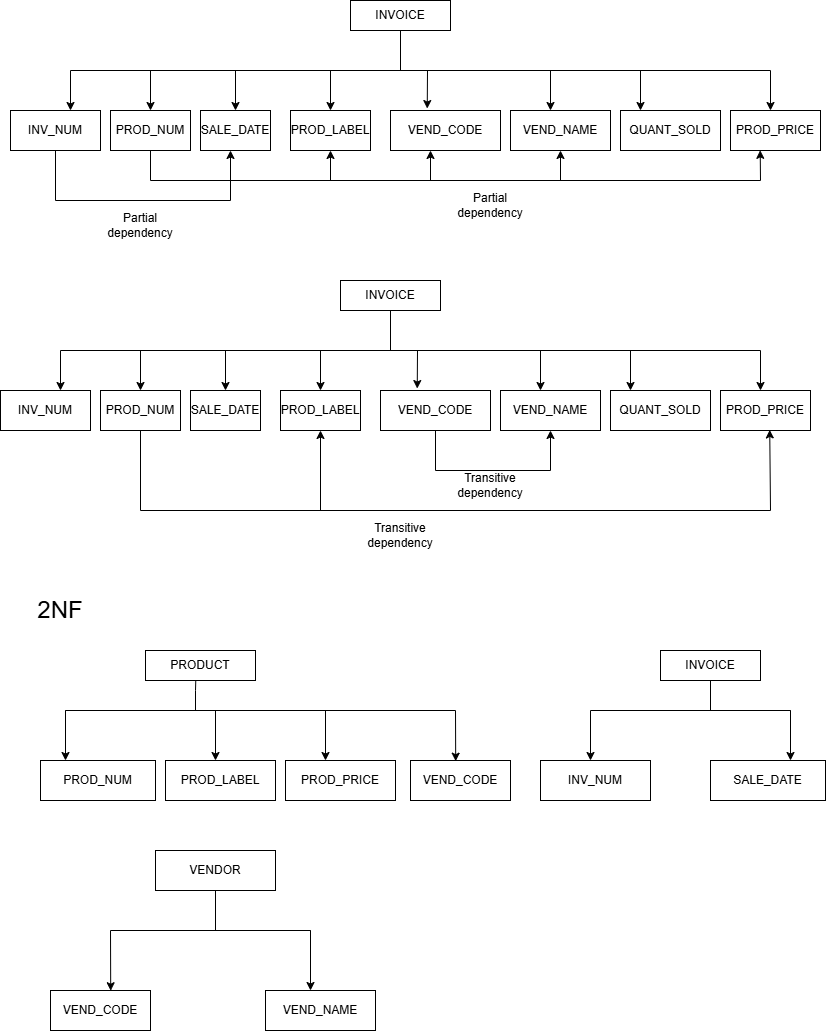 INVOICE
INV_NUM
PROD_NUM
SALE_DATE
PROD_LABEL
VEND_CODE
VEND_NAME
QUANT_SOLD
PROD_PRICE
Partial
dependency
Partial
dependency
INVOICE
INV_NUM
PROD_NUM
SALE_DATE
PROD_LABEL
VEND_CODE
VEND_NAME
QUANT_SOLD
PROD_PRICE
Transitive
dependency
Transitive
dependency
2NF
PRODUCT
INVOICE
PROD_NUM
PROD_LABEL
PROD_PRICE
VEND_CODE
INV_NUM
SALE_DATE
VENDOR
VEND_CODE
VEND_NAME